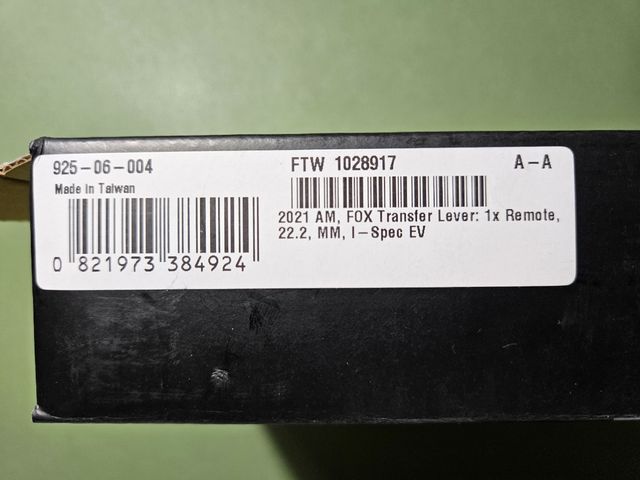 925-06-004
Made in Taiwan
0 821973 384924
FTW 1028917
A-A
2021 AM, FOX Transfer Lever: 1x Remote,
22.2, MM, I-Spec EV